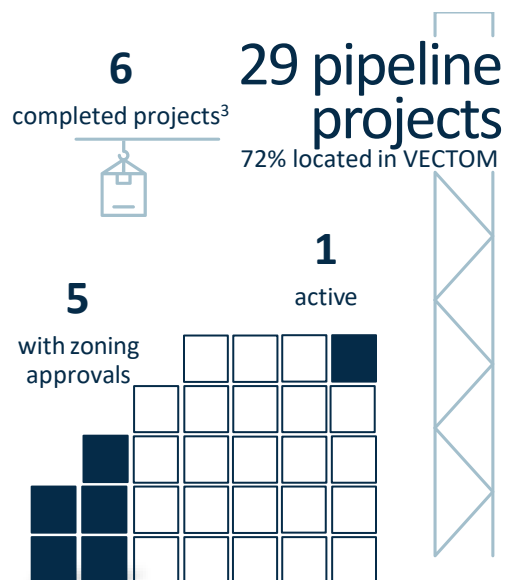 6
completed projects³
29 pipeline
projects
72% located in VECTOM
1
active
5
with zoning
approvals